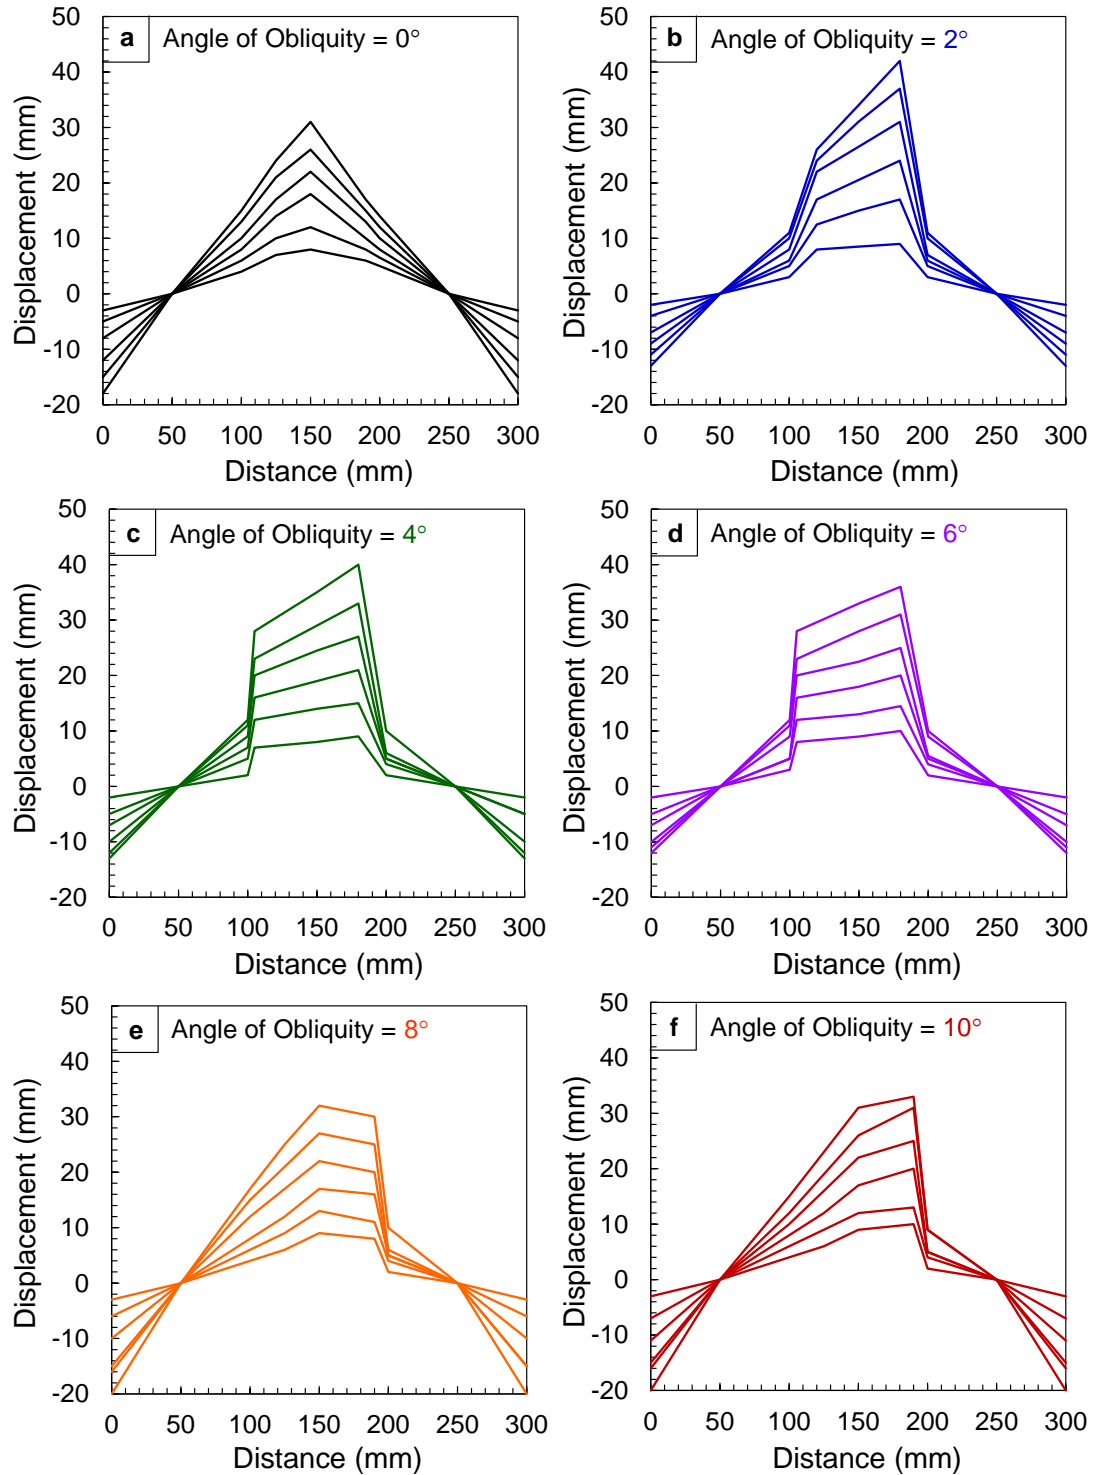 a Angle of Obliquity = 0°
50
40
30
20
10
0
-10
-20
Displacement (mm)
0 50 100 150 200 250 300
Distance (mm)
b Angle of Obliquity = 2°
50
40
30
20
10
0
-10
-20
Displacement (mm)
0 50 100 150 200 250 300
Distance (mm)
c Angle of Obliquity = 4°
50
40
30
20
10
0
-10
-20
Displacement (mm)
0 50 100 150 200 250 300
Distance (mm)
d Angle of Obliquity = 6°
50
40
30
20
10
0
-10
-20
Displacement (mm)
0 50 100 150 200 250 300
Distance (mm)
e Angle of Obliquity = 8°
50
40
30
20
10
0
-10
-20
Displacement (mm)
0 50 100 150 200 250 300
Distance (mm)
f Angle of Obliquity = 10°
50
40
30
20
10
0
-10
-20
Displacement (mm)
0 50 100 150 200 250 300
Distance (mm)